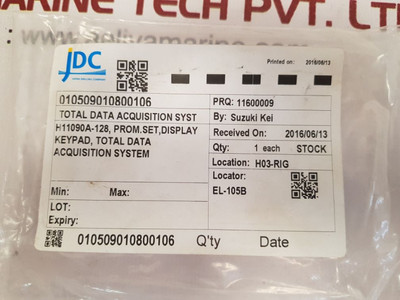 MARINE TECH PVT. LT
JDC
Printed on: 2016/06/13
010509010800106
PRQ: 11600009
TOTAL DATA ACQUISITION SYST
By: Suzuki Kei
H11090A-128, PROM.SET,DISPLAY
KEYPAD, TOTAL DATA
ACQUISITION SYSTEM
Received On: 2016/06/13
Qty: 1 each STOCK
Location: H03-RIG
Locator:
EL-105B
Min: Max:
LOT:
Expiry:
010509010800106 Q'ty Date